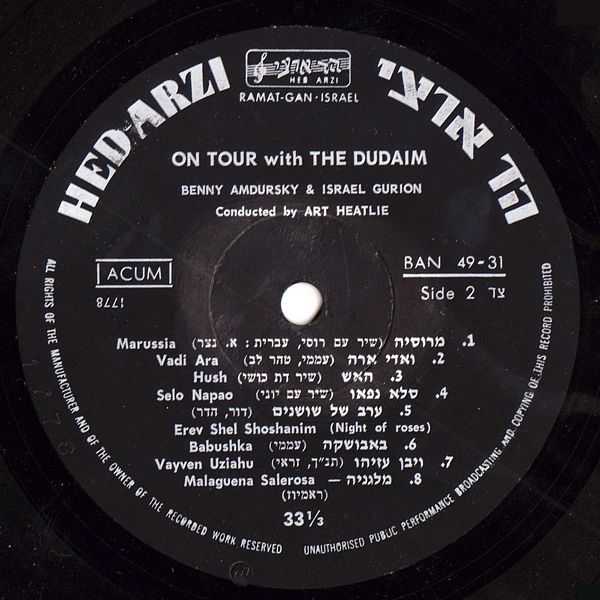 הד ארצי
HED ARZI
RAMAT-GAN · ISRAEL
HED ARZI
הד ארצי
ON TOUR with THE DUDAIM
BENNY AMDURSKY & ISRAEL GURION
Conducted by ART HEATLIE
ACUM
1778
BAN 49-31
Side 2 צד
1. מרוסיה (שיר עם רוסי, עברית : א. נצר) Marussia
2. ואדי ארה (עממי, טהר לב) Vadi Ara
3. האש (שיר דת כושי) Hush
4. סלא נפאו (שיר עם יוני) Selo Napao
5. ערב של שושנים (דור, הדר)
Erev Shel Shoshanim (Night of roses)
6. באבושקה (עממי) Babushka
7. ויבן עזיהו (תנ"ך, זראי) Vayven Uziahu
8. מלגניה — Malaguena Salerosa
(ראמיוז)
33⅓
ALL RIGHTS OF THE MANUFACTURER AND OF THE OWNER OF THE RECORDED WORK RESERVED
UNAUTHORISED PUBLIC PERFORMANCE BROADCASTING AND COPYING OF THIS RECORD PROHIBITED